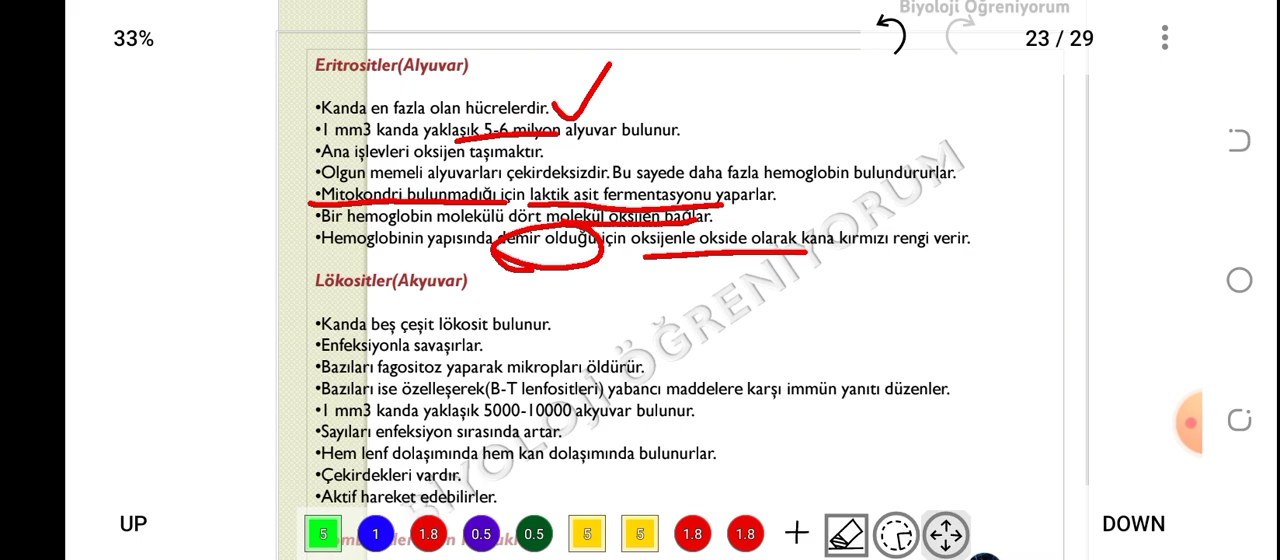 Biyoloji Öğreniyorum
33%
23 / 29
Eritrositler(Alyuvar)
•Kanda en fazla olan hücrelerdir.
•1 mm3 kanda yaklaşık 5-6 milyon alyuvar bulunur.
•Ana işlevleri oksijen taşımaktır.
•Olgun memeli alyuvarları çekirdeksizdir. Bu sayede daha fazla hemoglobin bulundururlar.
•Mitokondri bulunmadığı için laktik asit fermentasyonu yaparlar.
•Bir hemoglobin molekülü dört molekül oksijen bağlar.
•Hemoglobinin yapısında demir olduğu için oksijenle okside olarak kana kırmızı rengi verir.
Lökositler(Akyuvar)
•Kanda beş çeşit lökosit bulunur.
•Enfeksiyonla savaşırlar.
•Bazıları fagositoz yaparak mikropları öldürür.
•Bazıları ise özelleşerek(B-T lenfositleri) yabancı maddelere karşı immün yanıtı düzenler.
•1 mm3 kanda yaklaşık 5000-10000 akyuvar bulunur.
•Sayıları enfeksiyon sırasında artar.
•Hem lenf dolaşımında hem kan dolaşımında bulunurlar.
•Çekirdekleri vardır.
•Aktif hareket edebilirler.
BİYOLOJİ ÖĞRENİYORUM
UP
5 1 1.8 0.5 0.5 5 5 1.8 1.8
DOWN